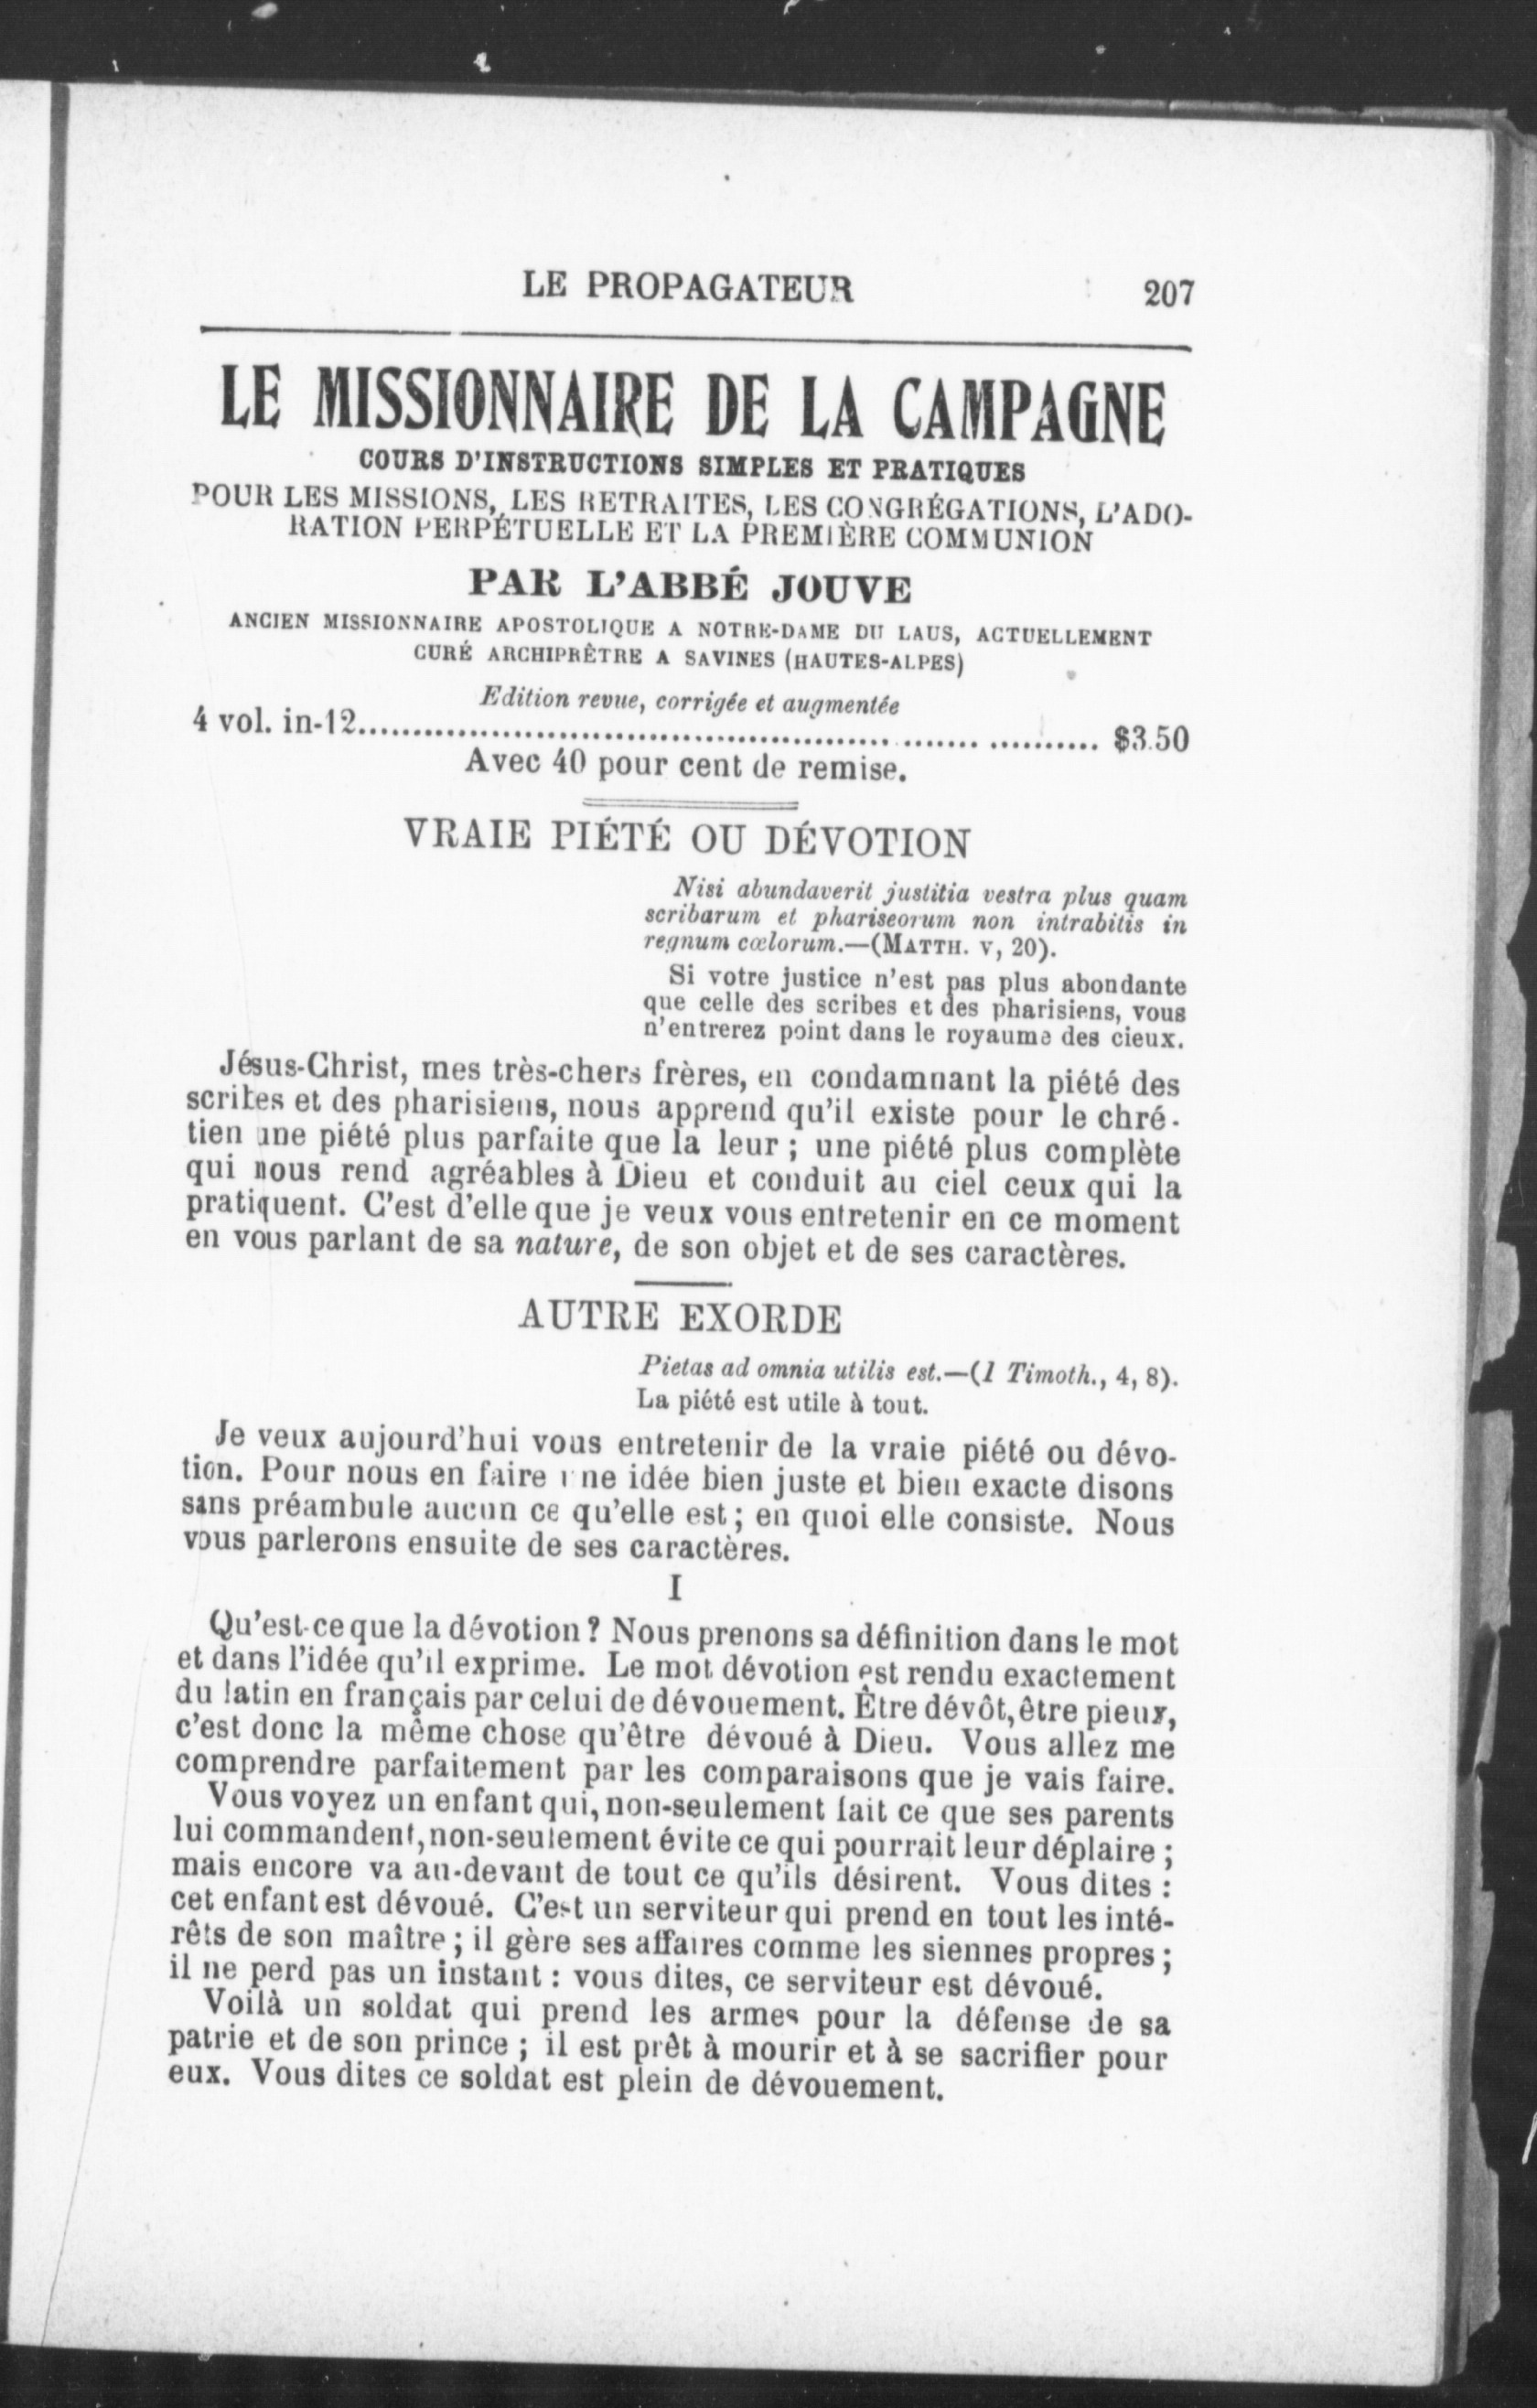 LE PROPAGATEUR 207
LE MISSIONNAIRE DE LA CAMPAGNE
COURS D'INSTRUCTIONS SIMPLES ET PRATIQUES
POUR LES MISSIONS, LES RETRAITES, LES CONGRÉGATIONS, L'ADO-
RATION PERPÉTUELLE ET LA PREMIÈRE COMMUNION
PAR L'ABBÉ JOUVE
ANCIEN MISSIONNAIRE APOSTOLIQUE A NOTRE-DAME DU LAUS, ACTUELLEMENT
CURÉ ARCHIPRÊTRE A SAVINES (HAUTES-ALPES)
Edition revue, corrigée et augmentée
4 vol. in-12.................................................................. $3.50
Avec 40 pour cent de remise.
VRAIE PIÉTÉ OU DÉVOTION
Nisi abundaverit justitia vestra plus quam
scribarum et phariseorum non intrabitis in
regnum cœlorum.—(MATTH. V, 20).
Si votre justice n'est pas plus abondante
que celle des scribes et des pharisiens, vous
n'entrerez point dans le royaume des cieux.
Jésus-Christ, mes très-chers frères, en condamnant la piété des
scribes et des pharisiens, nous apprend qu'il existe pour le chré-
tien une piété plus parfaite que la leur ; une piété plus complète
qui nous rend agréables à Dieu et conduit au ciel ceux qui la
pratiquent. C'est d'elle que je veux vous entretenir en ce moment
en vous parlant de sa nature, de son objet et de ses caractères.
AUTRE EXORDE
Pietas ad omnia utilis est.—(1 Timoth., 4, 8).
La piété est utile à tout.
Je veux aujourd'hui vous entretenir de la vraie piété ou dévo-
tion. Pour nous en faire une idée bien juste et bien exacte disons
sans préambule aucun ce qu'elle est ; en quoi elle consiste. Nous
vous parlerons ensuite de ses caractères.
I
Qu'est-ce que la dévotion ? Nous prenons sa définition dans le mot
et dans l'idée qu'il exprime. Le mot dévotion est rendu exactement
du latin en français par celui de dévouement. Être dévôt, être pieux,
c'est donc la même chose qu'être dévoué à Dieu. Vous allez me
comprendre parfaitement par les comparaisons que je vais faire.
Vous voyez un enfant qui, non-seulement fait ce que ses parents
lui commandent, non-seulement évite ce qui pourrait leur déplaire ;
mais encore va au-devant de tout ce qu'ils désirent. Vous dites :
cet enfant est dévoué. C'est un serviteur qui prend en tout les inté-
rêts de son maître ; il gère ses affaires comme les siennes propres ;
il ne perd pas un instant : vous dites, ce serviteur est dévoué.
Voilà un soldat qui prend les armes pour la défense de sa
patrie et de son prince ; il est prêt à mourir et à se sacrifier pour
eux. Vous dites ce soldat est plein de dévouement.